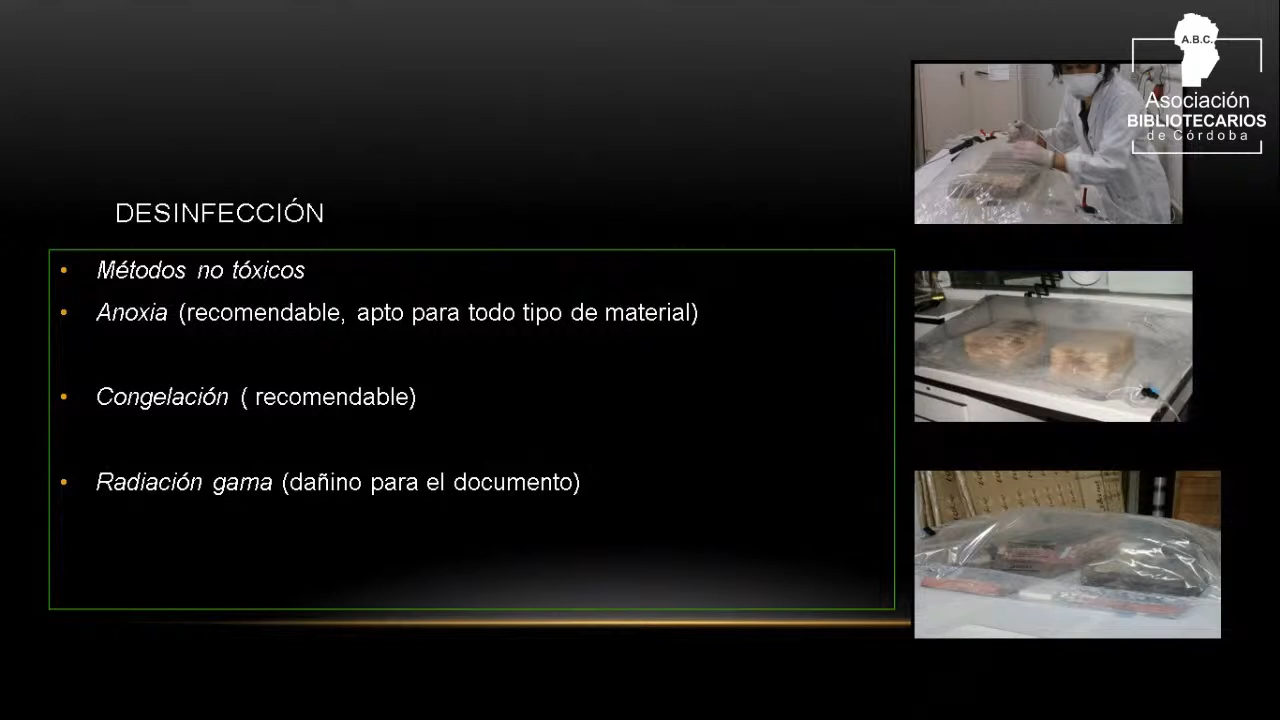 A.B.C.
Asociación
BIBLIOTECARIOS
de Córdoba
DESINFECCIÓN
• Métodos no tóxicos
• Anoxia (recomendable, apto para todo tipo de material)
• Congelación ( recomendable)
• Radiación gama (dañino para el documento)